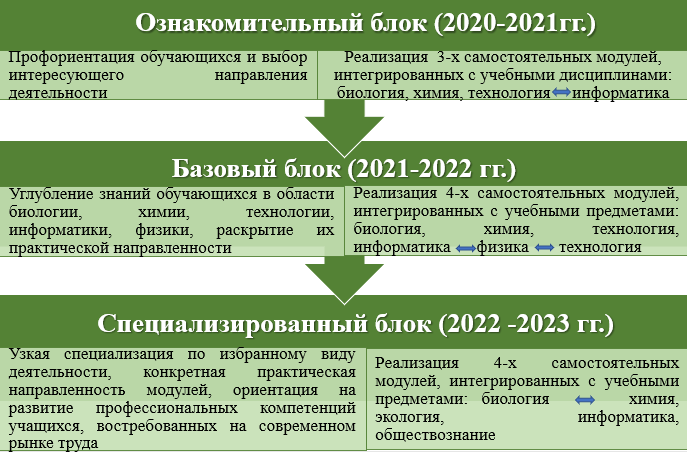 Ознакомительный блок (2020-2021гг.)
Профориентация обучающихся и выбор
интересующего направления
деятельности
Реализация 3-х самостоятельных модулей,
интегрированных с учебными дисциплинами:
биология, химия, технология информатика
Базовый блок (2021-2022 гг.)
Углубление знаний обучающихся в области
биологии, химии, технологии,
информатики, физики, раскрытие их
практической направленности
Реализация 4-х самостоятельных модулей,
интегрированных с учебными предметами:
биология, химия, технология,
информатика физика технология
Специализированный блок (2022 -2023 гг.)
Узкая специализация по избранному виду
деятельности, конкретная практическая
направленность модулей, ориентация на
развитие профессиональных компетенций
учащихся, востребованных на современном
рынке труда
Реализация 4-х самостоятельных
модулей, интегрированных с учебными
предметами: биология химия,
экология, информатика,
обществознание